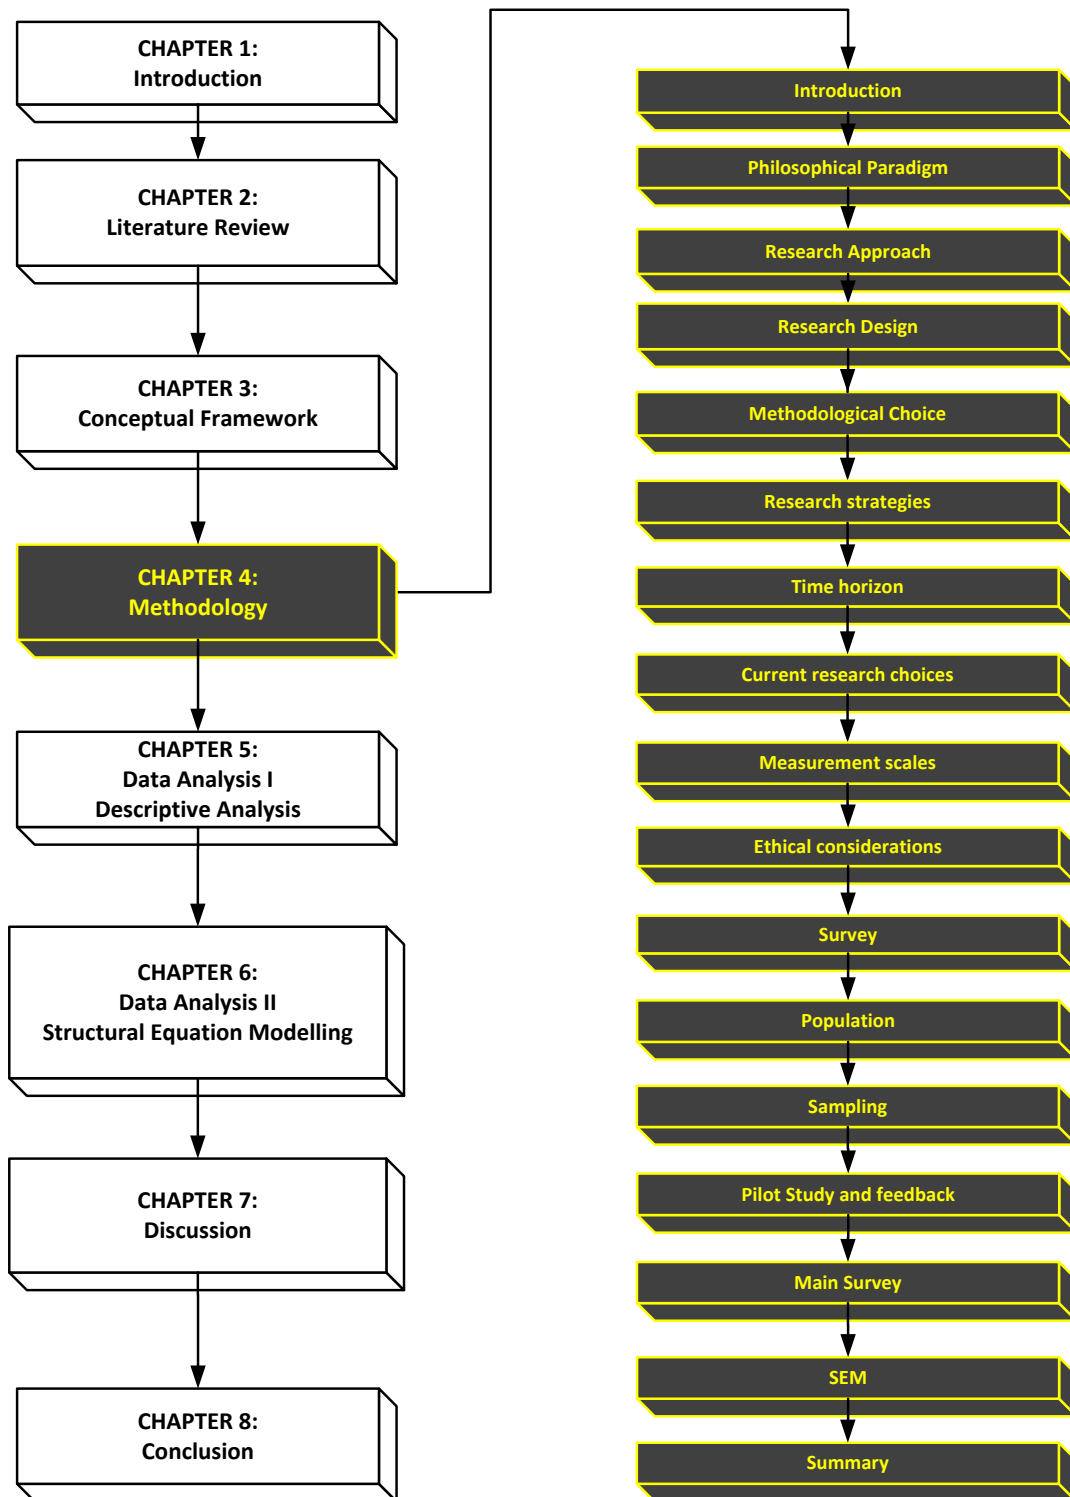 CHAPTER 1:
Introduction
CHAPTER 2:
Literature Review
CHAPTER 3:
Conceptual Framework
CHAPTER 4:
Methodology
CHAPTER 5:
Data Analysis I
Descriptive Analysis
CHAPTER 6:
Data Analysis II
Structural Equation Modelling
CHAPTER 7:
Discussion
CHAPTER 8:
Conclusion
Introduction
Philosophical Paradigm
Research Approach
Research Design
Methodological Choice
Research strategies
Time horizon
Current research choices
Measurement scales
Ethical considerations
Survey
Population
Sampling
Pilot Study and feedback
Main Survey
SEM
Summary